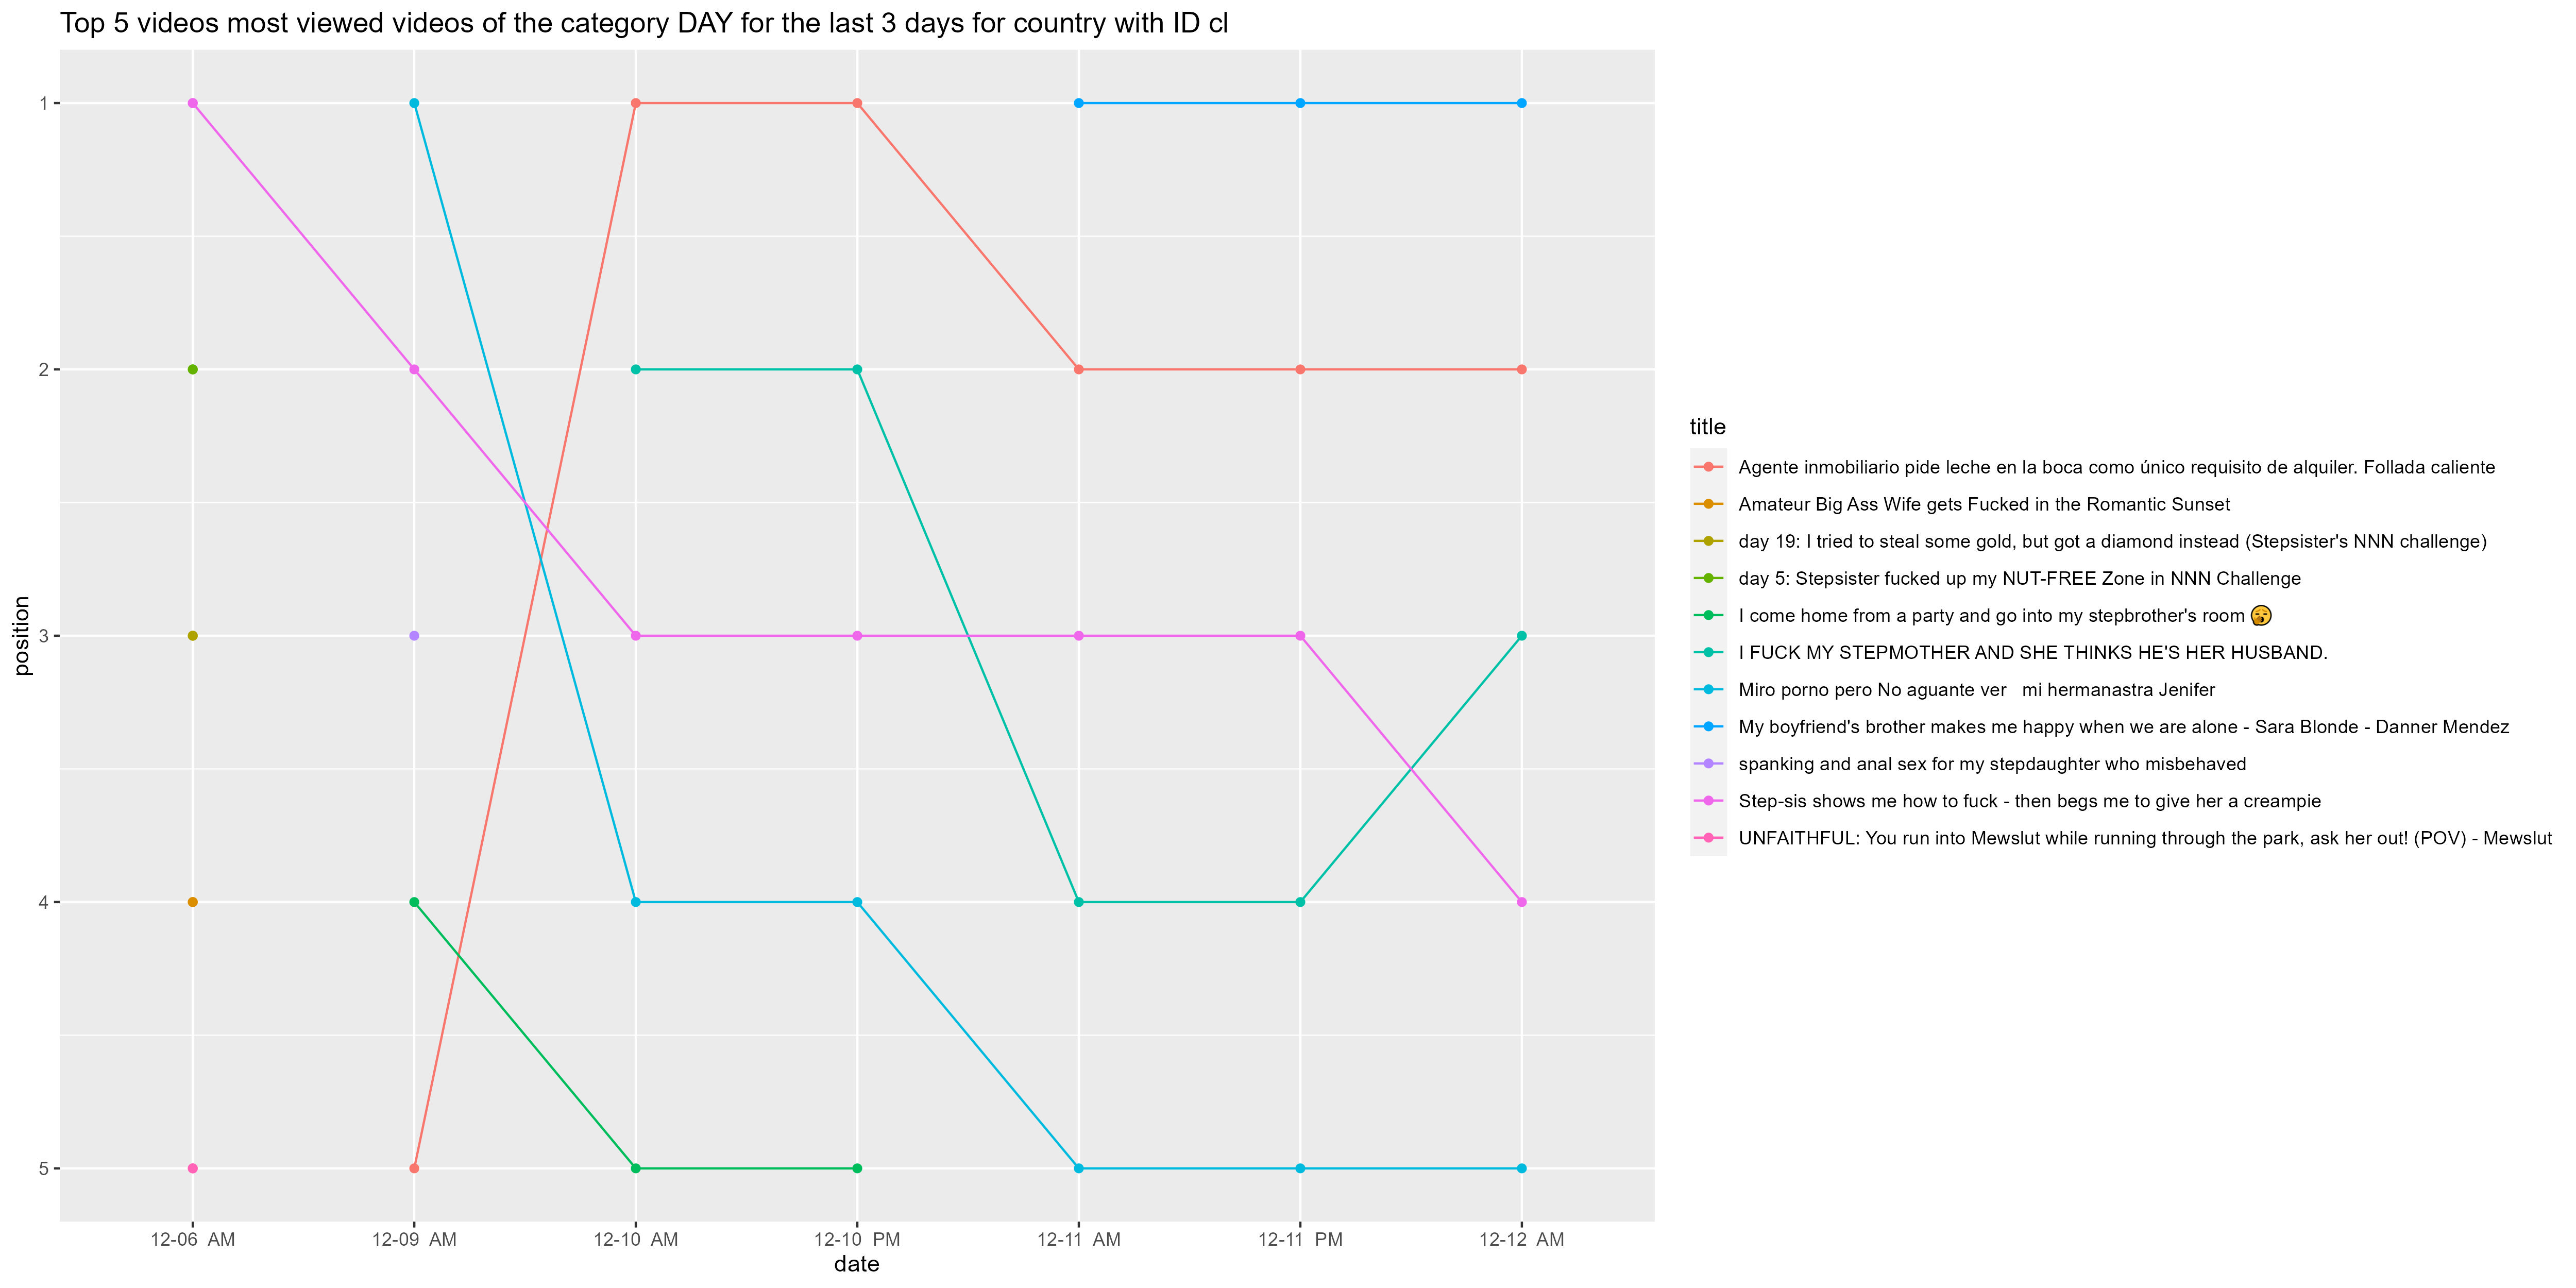 Top 5 videos most viewed videos of the category DAY for the last 3 days for country with ID cl
position
1
2
3
4
5
12-06 AM
12-09 AM
12-10 AM
12-10 PM
12-11 AM
12-11 PM
12-12 AM
date
title
Agente inmobiliario pide leche en la boca como único requisito de alquiler. Follada caliente
Amateur Big Ass Wife gets Fucked in the Romantic Sunset
day 19: I tried to steal some gold, but got a diamond instead (Stepsister's NNN challenge)
day 5: Stepsister fucked up my NUT-FREE Zone in NNN Challenge
I come home from a party and go into my stepbrother's room 🥱
I FUCK MY STEPMOTHER AND SHE THINKS HE'S HER HUSBAND.
Miro porno pero No aguante ver   mi hermanastra Jenifer
My boyfriend's brother makes me happy when we are alone - Sara Blonde - Danner Mendez
spanking and anal sex for my stepdaughter who misbehaved
Step-sis shows me how to fuck - then begs me to give her a creampie
UNFAITHFUL: You run into Mewslut while running through the park, ask her out! (POV) - Mewslut